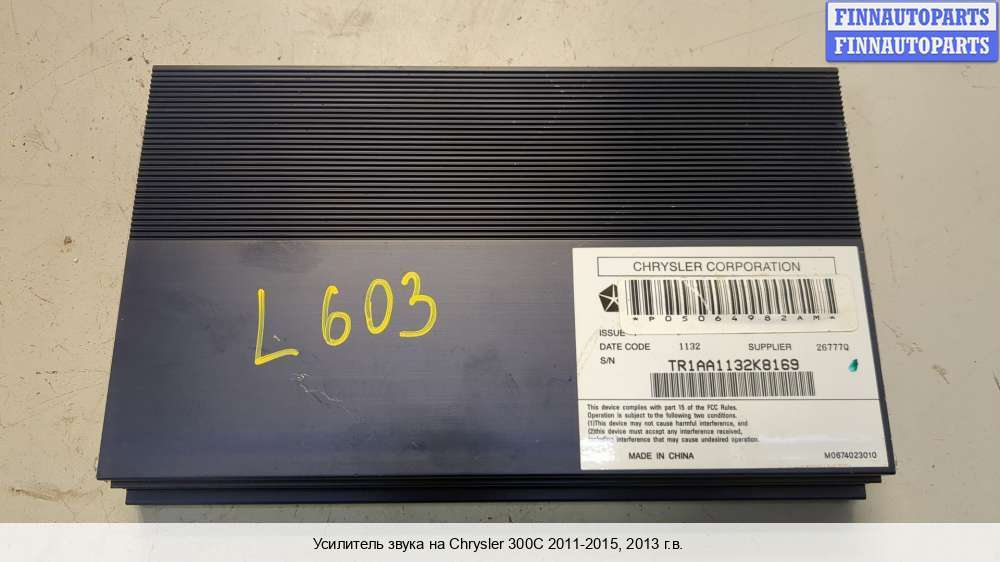 FINNAUTOPARTS
FINNAUTOPARTS
L 603
CHRYSLER CORPORATION
*P05064982AM*
ISSUE
DATE CODE 1132 SUPPLIER 26777Q
S/N TR1AA1132K8169
This device complies with part 15 of the FCC Rules.
Operation is subject to the following two conditions.
(1)This device may not cause harmful interference, and
(2)this device must accept any interference received,
including interference that may cause undesired operation.
MADE IN CHINA M0674023010
Усилитель звука на Chrysler 300C 2011-2015, 2013 г.в.